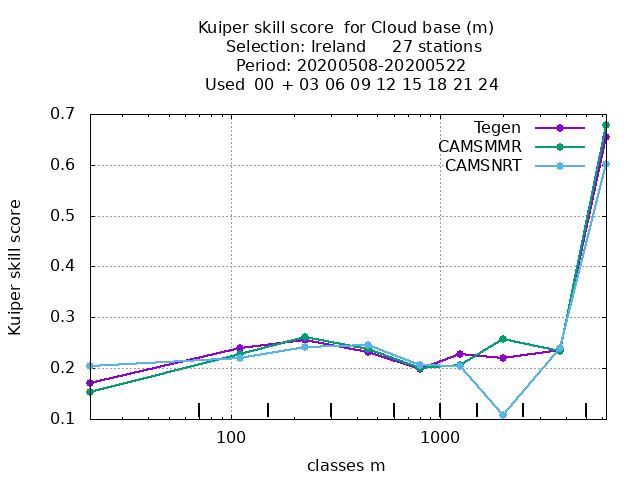 Kuiper skill score  for Cloud base (m)
Selection: Ireland     27 stations
Period: 20200508-20200522
Used  00 + 03 06 09 12 15 18 21 24
Kuiper skill score
0.7
0.6
0.5
0.4
0.3
0.2
0.1
Tegen
CAMSMMR
CAMSNRT
100
1000
classes m